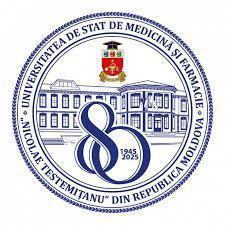 UNIVERSITATEA DE STAT DE MEDICINĂ ȘI FARMACIE
„NICOLAE TESTEMIȚANU” DIN REPUBLICA MOLDOVA
80
1945
2025